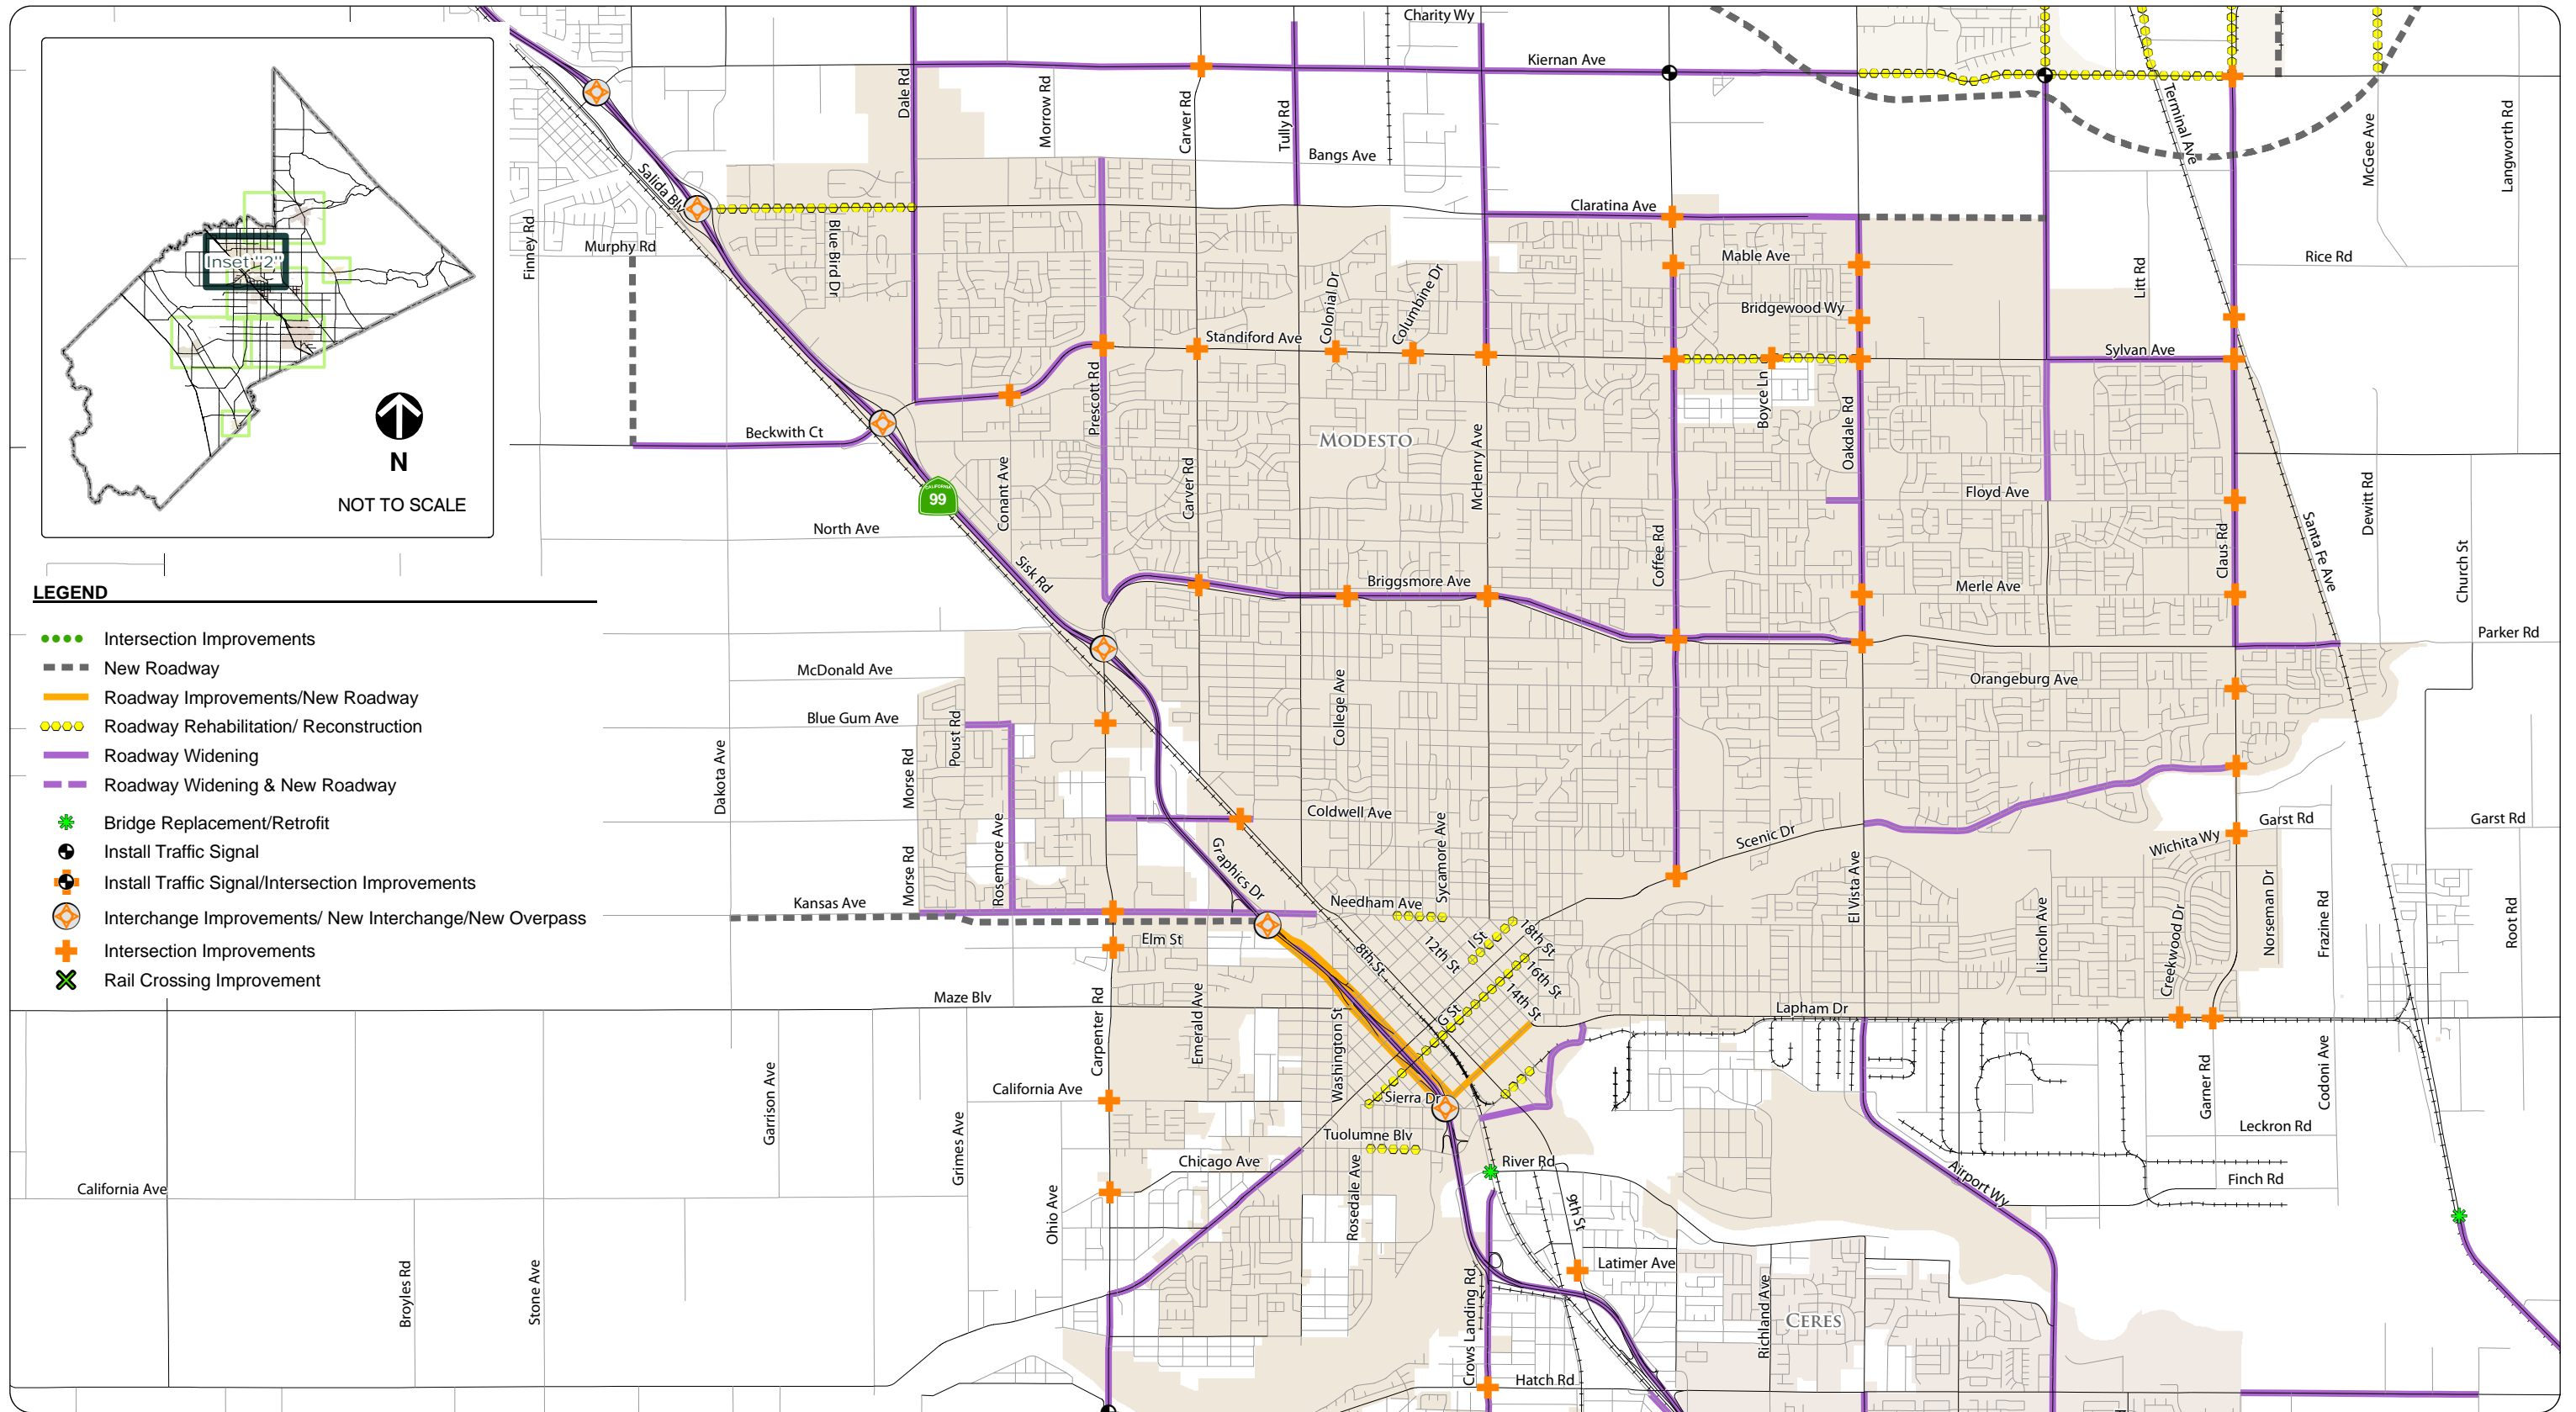 Charity Wy
Kiernan Ave
Dale Rd
Morrow Rd
Carver Rd
Tully Rd
Bangs Ave
Terminal Ave
McGee Ave
Langworth Rd
Salida Blv
Finney Rd
Murphy Rd
Blue Bird Dr
Claratina Ave
Mable Ave
Bridgewood Wy
Litt Rd
Rice Rd
Inset "2"
N
NOT TO SCALE
Colonial Dr
Columbine Dr
Standiford Ave
Sylvan Ave
Prescott Rd
Boyce Ln
Oakdale Rd
Beckwith Ct
MODESTO
McHenry Ave
CALIFORNIA
99
Conant Ave
Carver Rd
Floyd Ave
North Ave
Sisk Rd
Coffee Rd
Claus Rd
Santa Fe Ave
Dewitt Rd
Church St
Briggsmore Ave
Merle Ave
Parker Rd
McDonald Ave
Orangeburg Ave
College Ave
Blue Gum Ave
Poust Rd
Dakota Ave
Morse Rd
LEGEND
Intersection Improvements
New Roadway
Roadway Improvements/New Roadway
Roadway Rehabilitation/ Reconstruction
Roadway Widening
Roadway Widening & New Roadway
Bridge Replacement/Retrofit
Install Traffic Signal
Install Traffic Signal/Intersection Improvements
Interchange Improvements/ New Interchange/New Overpass
Intersection Improvements
Rail Crossing Improvement
Coldwell Ave
Sycamore Ave
Scenic Dr
Wichita Wy
Garst Rd
Garst Rd
Morse Rd
Rosemore Ave
Graphics Dr
El Vista Ave
Kansas Ave
Needham Ave
Elm St
8th St
12th St
I St
18th St
16th St
14th St
G St
Lincoln Ave
Creekwood Dr
Norseman Dr
Frazine Rd
Root Rd
Maze Blv
Carpenter Rd
Emerald Ave
Washington St
Lapham Dr
Garrison Ave
California Ave
Sierra Dr
Garner Rd
Codoni Ave
Grimes Ave
Tuolumne Blv
Leckron Rd
Chicago Ave
River Rd
Airport Wy
Finch Rd
California Ave
Ohio Ave
Rosedale Ave
9th St
Broyles Rd
Stone Ave
Latimer Ave
Crows Landing Rd
Richland Ave
CERES
Hatch Rd